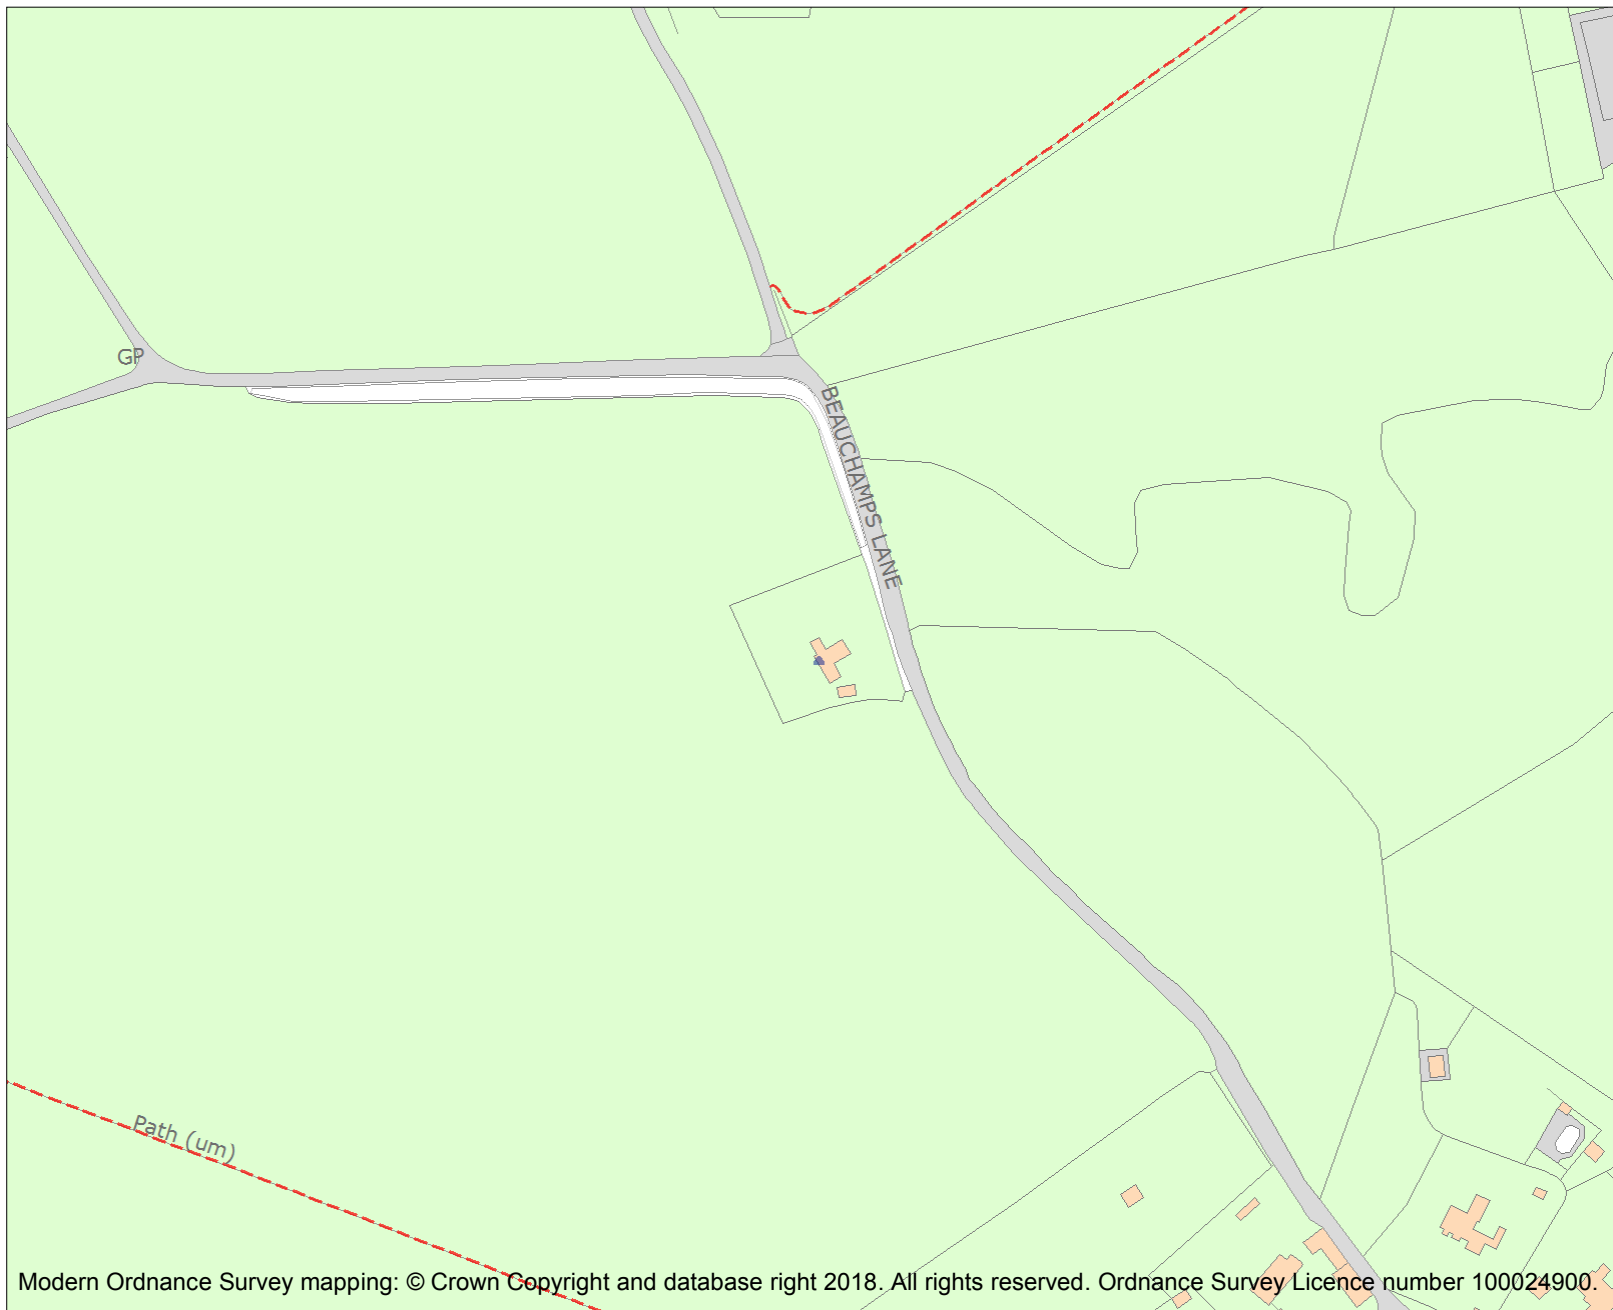 GP
BEAUCHAMPS LANE
Path (um)
Modern Ordnance Survey mapping: © Crown Copyright and database right 2018. All rights reserved. Ordnance Survey Licence number 100024900.